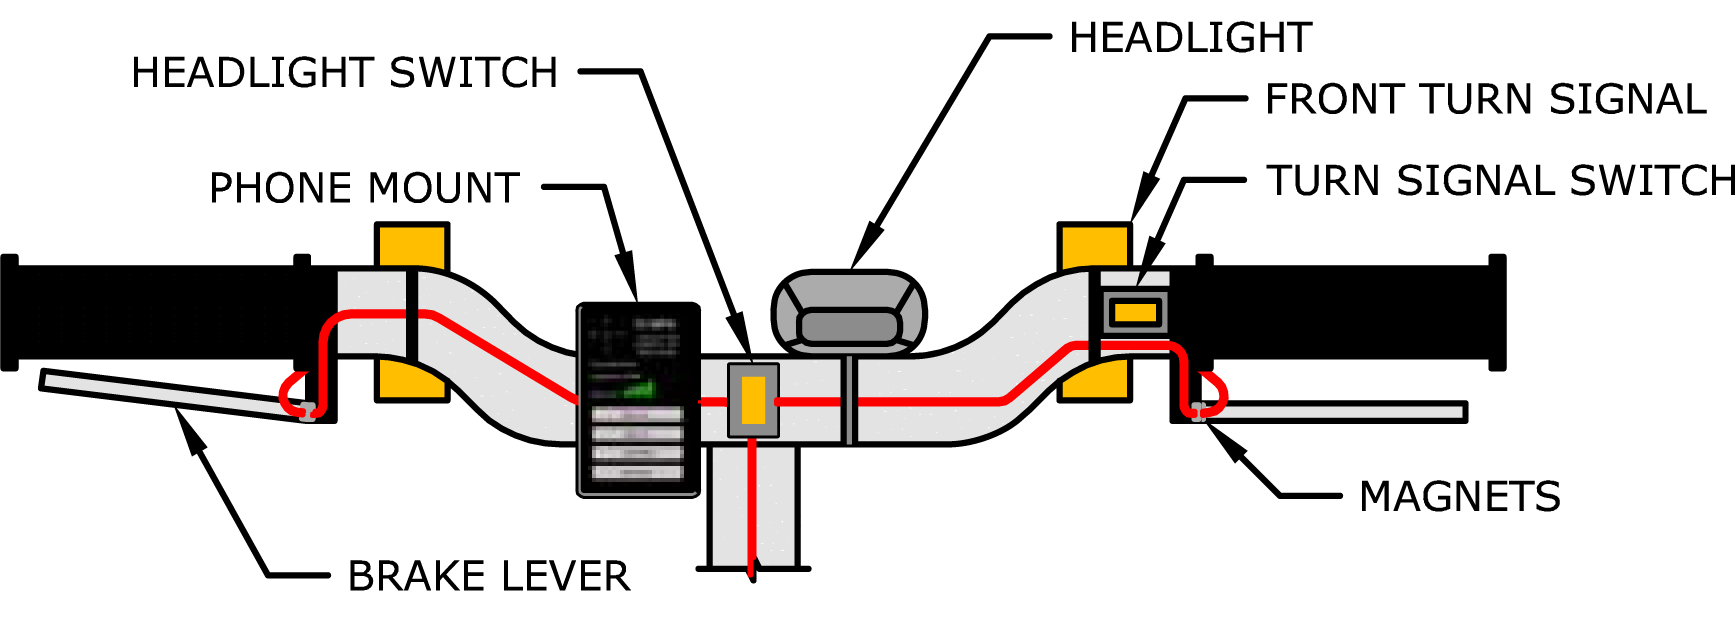 HEADLIGHT
HEADLIGHT SWITCH
FRONT TURN SIGNAL
PHONE MOUNT
TURN SIGNAL SWITCH
MAGNETS
BRAKE LEVER